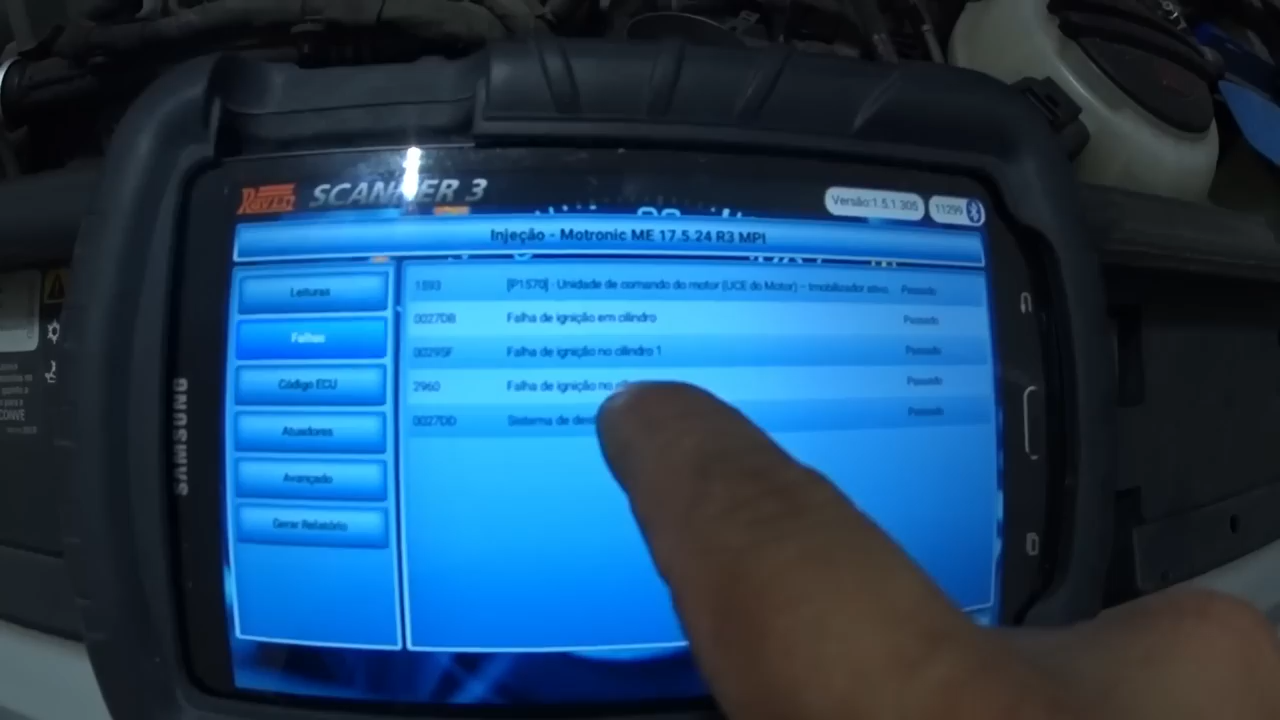 Raven SCANNER 3
Versão:1.5.1.305 11299
Injeção - Motronic ME 17.5.24 R3 MPI
Leituras
Falhas
Código ECU
Atuadores
Avançado
Gerar Relatório
1593 [P1570] - Unidade de comando do motor (UCE do Motor) - Imobilizador ativo. Passado
0027DB Falha de ignição em cilindro Passado
00295F Falha de ignição no cilindro 1 Passado
2960 Falha de ignição no Passado
0027DD Sistema de Passado
SAMSUNG